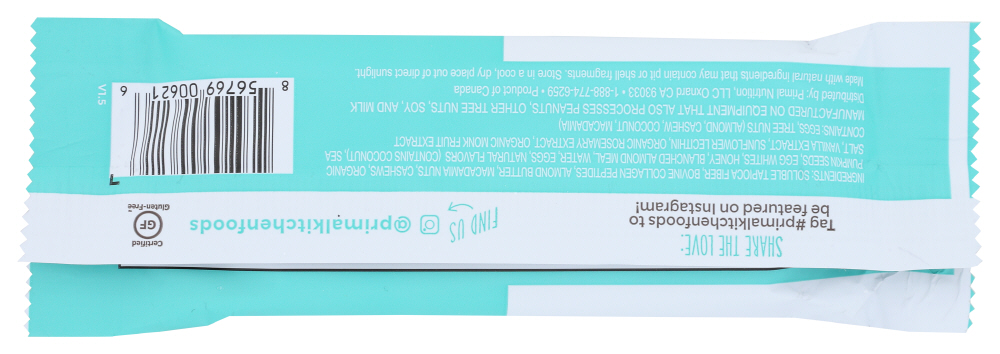 SHARE THE LOVE:
Tag #primalkitchenfoods to
be featured on Instagram!
FIND US
@primalkitchenfoods
Certified
GF
Gluten-Free
INGREDIENTS: SOLUBLE TAPIOCA FIBER, BOVINE COLLAGEN PEPTIDES, ALMOND BUTTER, MACADAMIA NUTS, CASHEWS, ORGANIC
PUMPKIN SEEDS, EGG WHITES, HONEY, BLANCHED ALMOND MEAL, WATER, EGGS, NATURAL FLAVORS (CONTAINS COCONUT), SEA
SALT, VANILLA EXTRACT, SUNFLOWER LECITHIN, ORGANIC ROSEMARY EXTRACT, ORGANIC MONK FRUIT EXTRACT
CONTAINS: EGGS, TREE NUTS (ALMOND, CASHEW, COCONUT, MACADAMIA)
MANUFACTURED ON EQUIPMENT THAT ALSO PROCESSES PEANUTS, OTHER TREE NUTS, SOY, AND MILK
Distributed by: Primal Nutrition, LLC Oxnard CA 93033 • 1-888-774-6259 • Product of Canada
Made with natural ingredients that may contain pit or shell fragments. Store in a cool, dry place out of direct sunlight.
8 56769 00621 6
V1.5